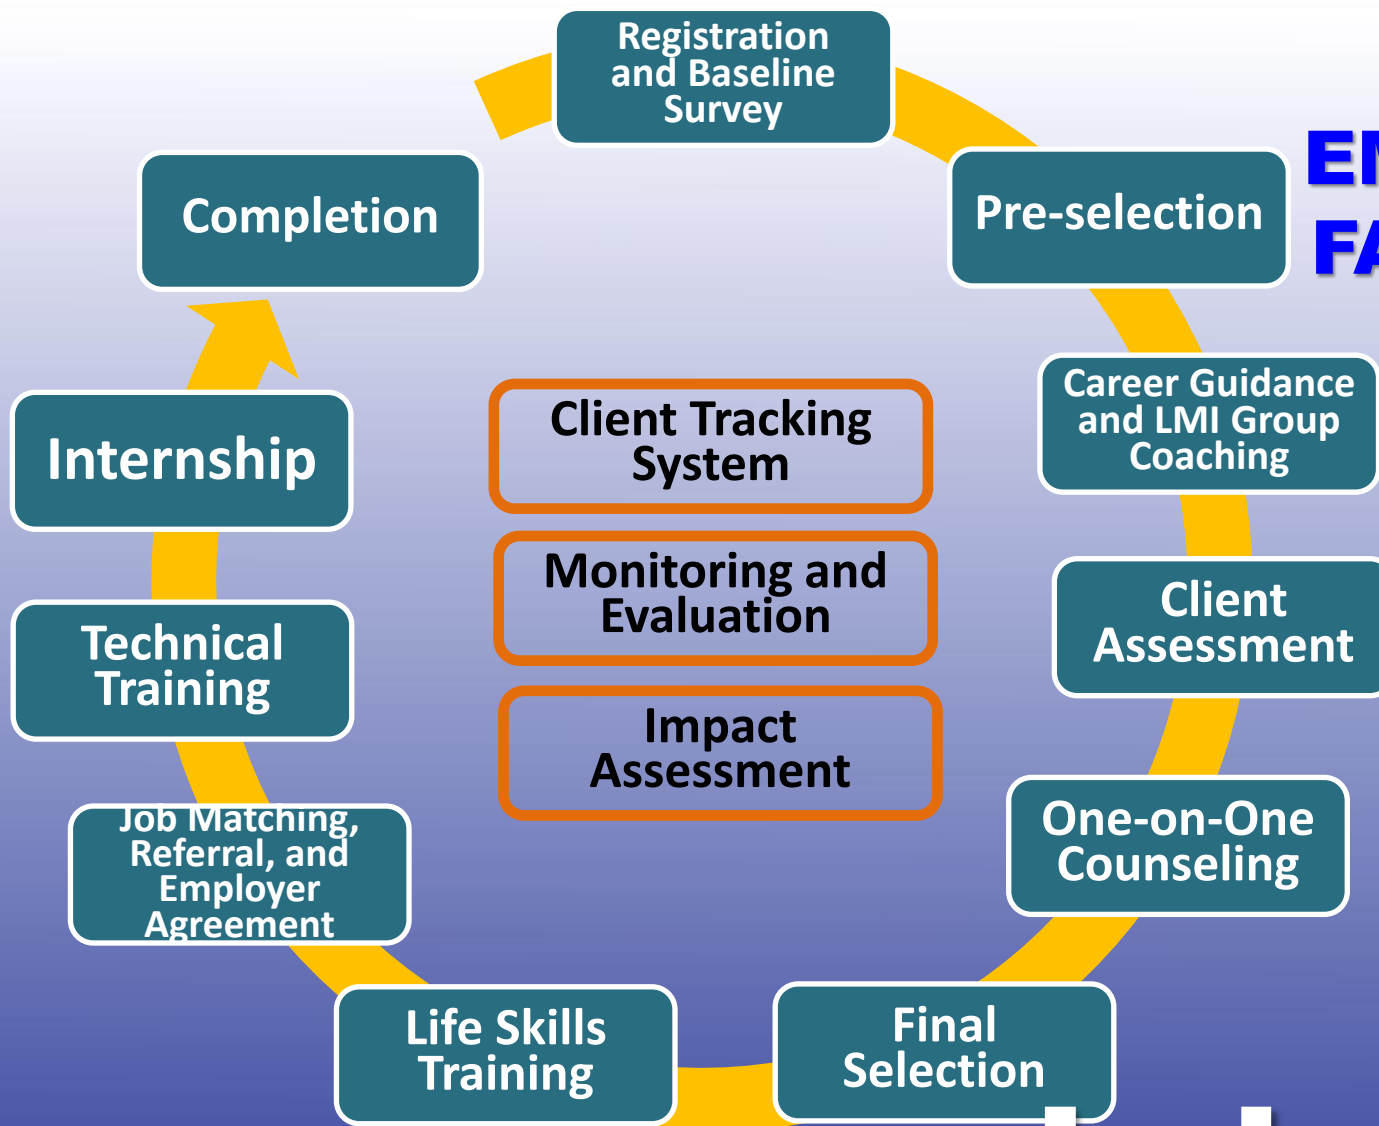 Registration
and Baseline
Survey
Pre-selection
Career Guidance
and LMI Group
Coaching
Client
Assessment
One-on-One
Counseling
Final
Selection
Life Skills
Training
Job Matching,
Referral, and
Employer
Agreement
Technical
Training
Internship
Completion
Client Tracking
System
Monitoring and
Evaluation
Impact
Assessment